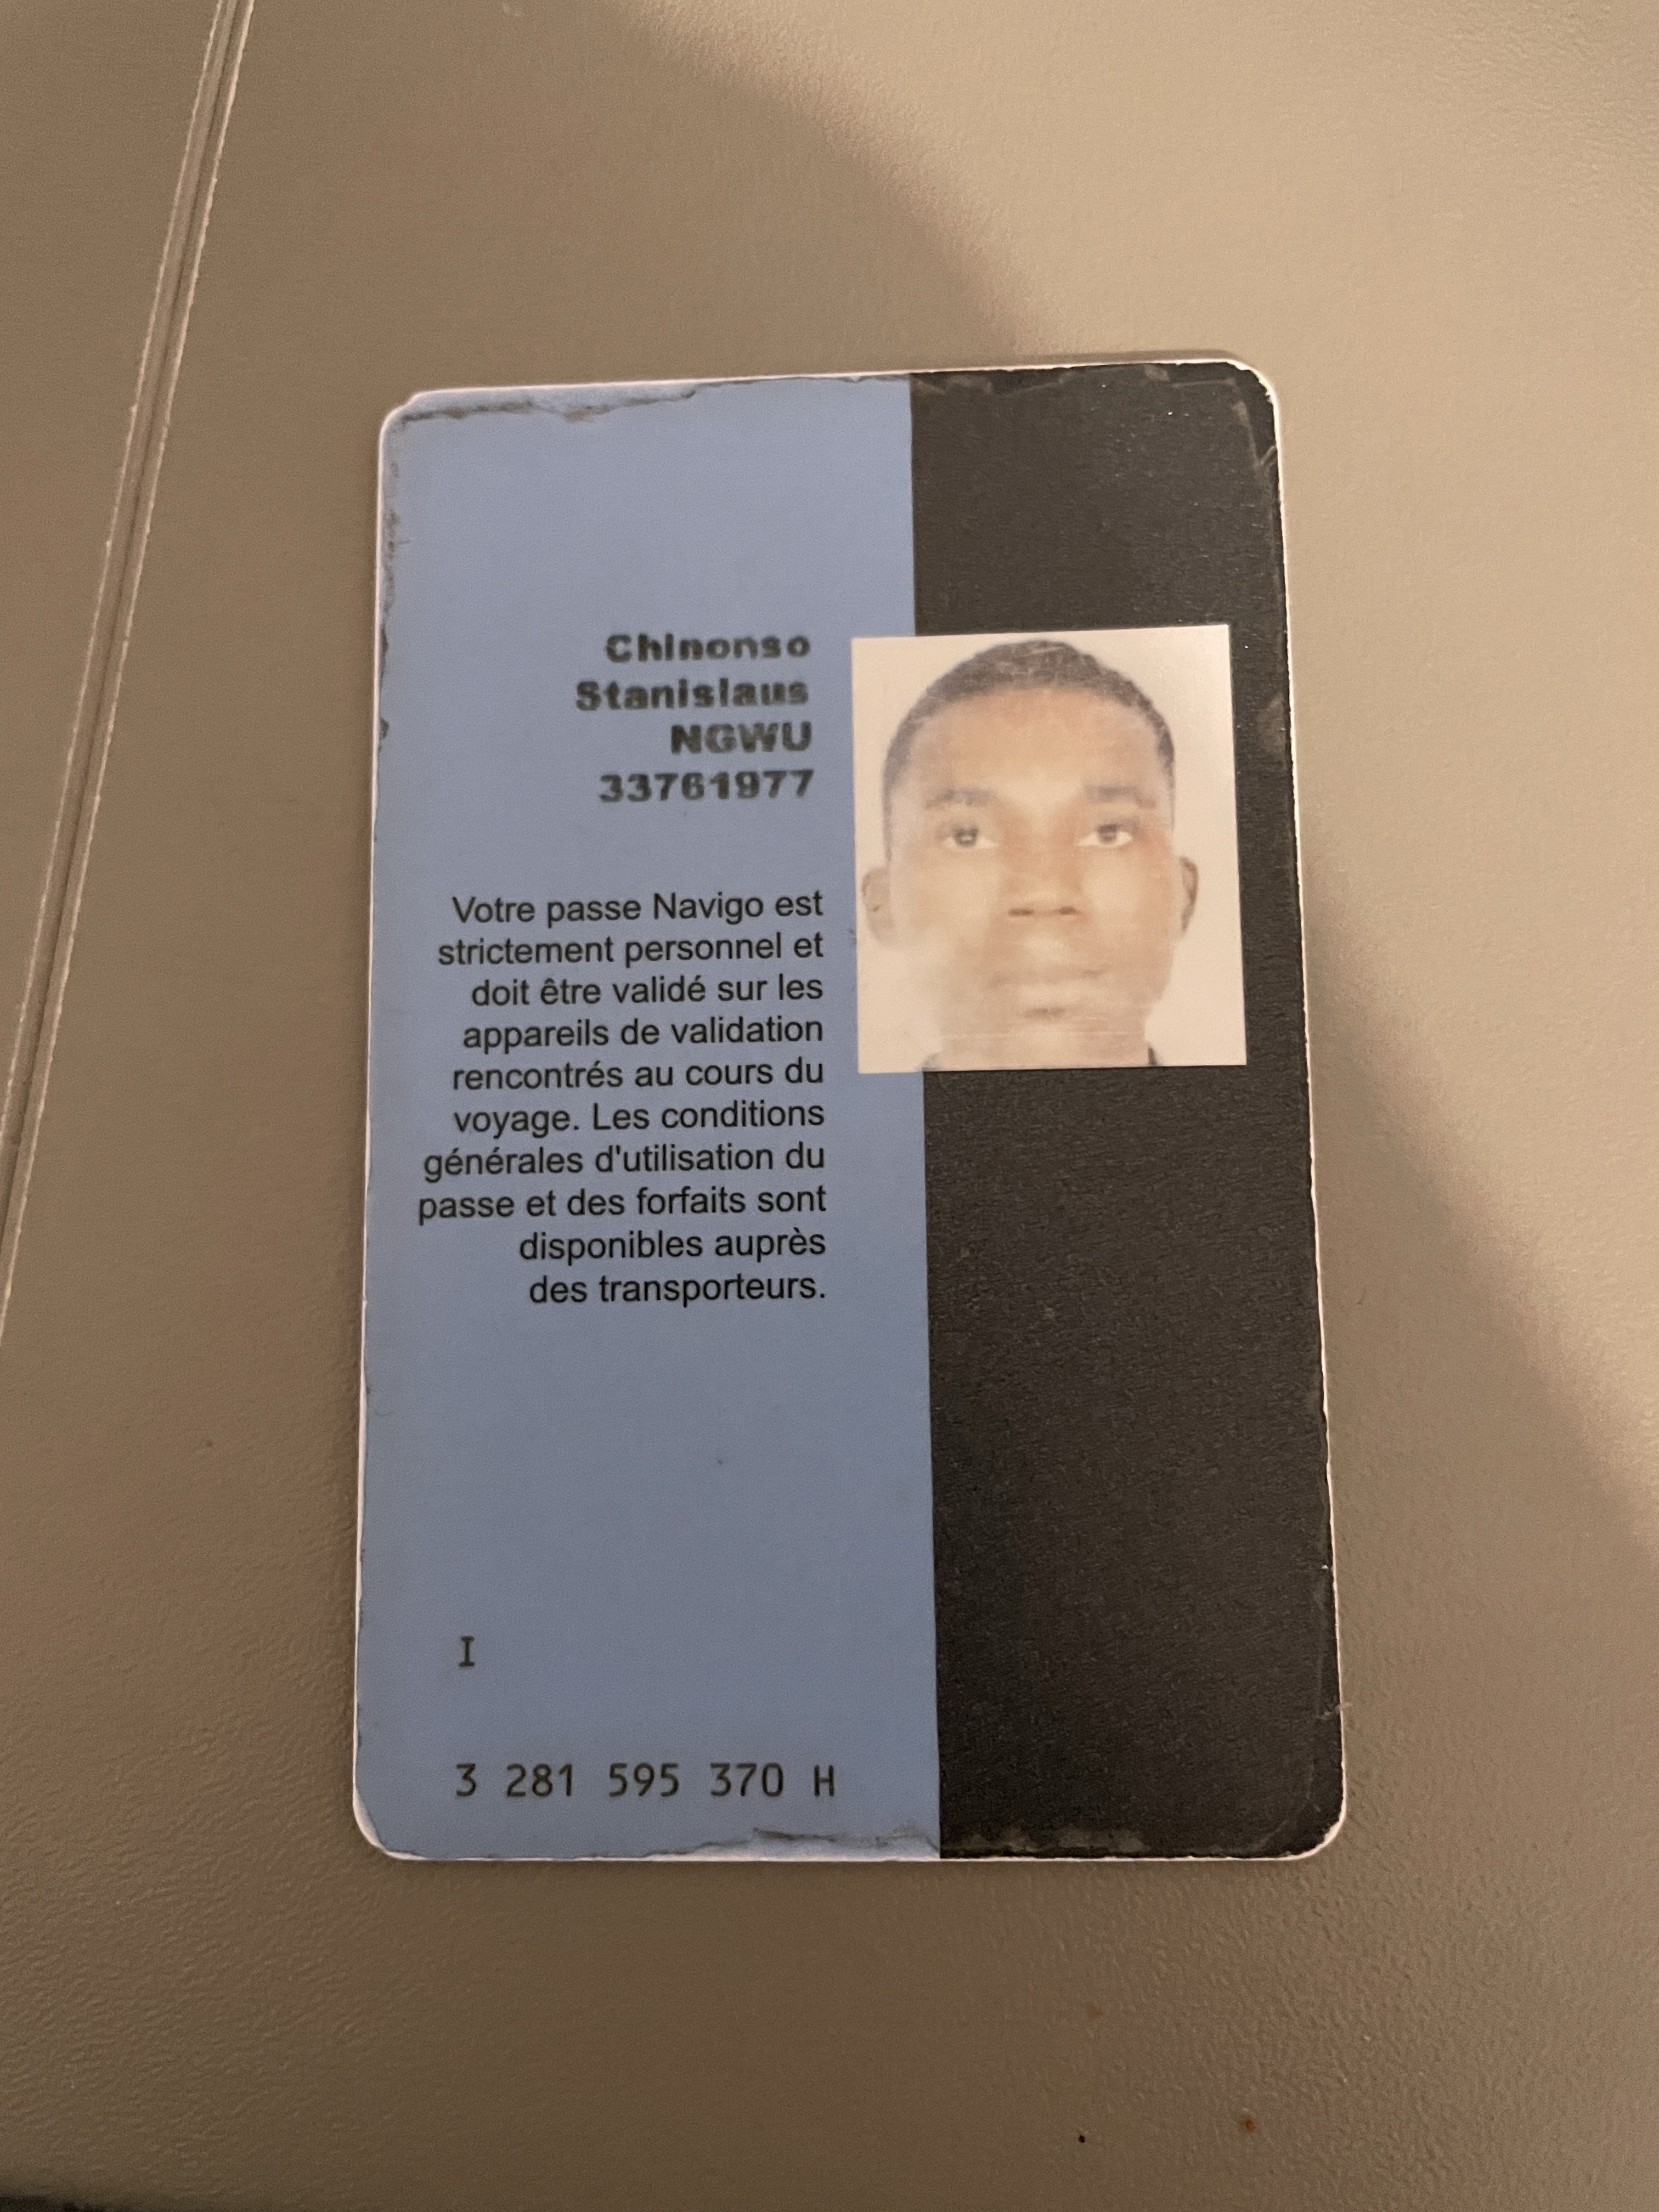 Chinonso
Stanislaus
NGWU
33761977
Votre passe Navigo est
strictement personnel et
doit être validé sur les
appareils de validation
rencontrés au cours du
voyage. Les conditions
générales d'utilisation du
passe et des forfaits sont
disponibles auprès
des transporteurs.
I
3 281 595 370 H